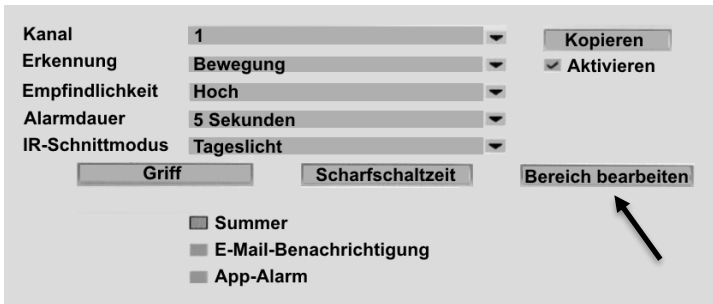 Kanal 1 Kopieren
Erkennung Bewegung Aktivieren
Empfindlichkeit Hoch
Alarmdauer 5 Sekunden
IR-Schnittmodus Tageslicht
Griff Scharfschaltzeit Bereich bearbeiten
Summer
E-Mail-Benachrichtigung
App-Alarm